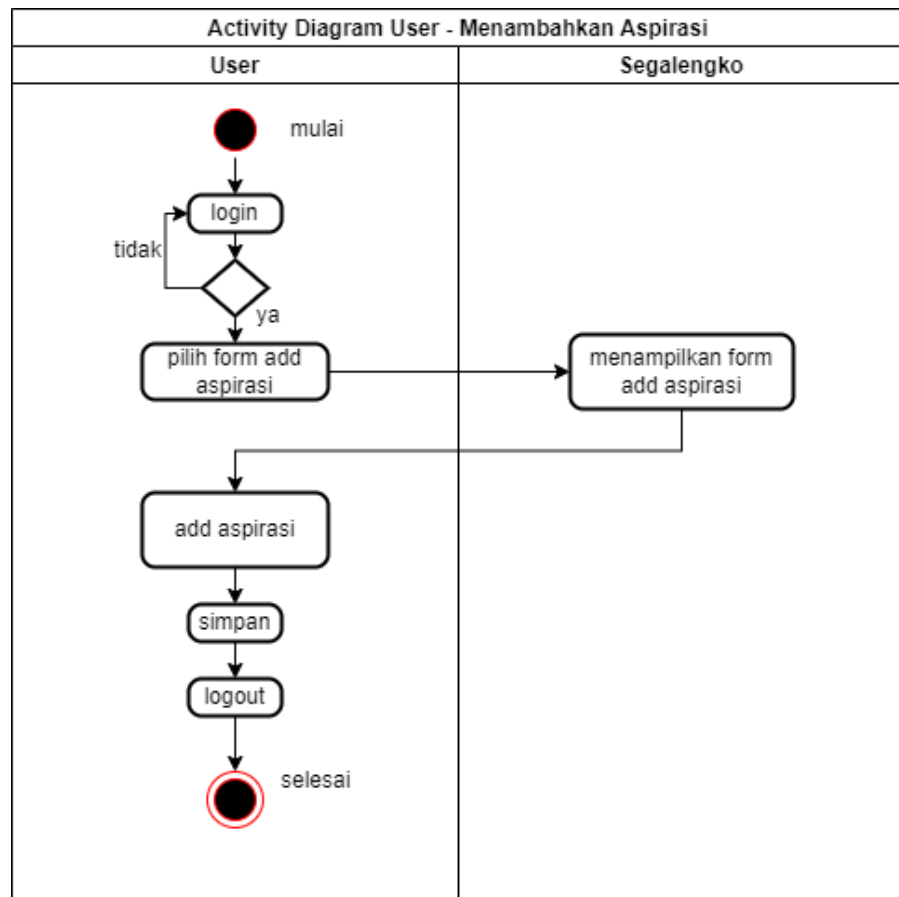 Activity Diagram User - Menambahkan Aspirasi
User
Segalengko
mulai
login
tidak
ya
pilih form add
aspirasi
menampilkan form
add aspirasi
add aspirasi
simpan
logout
selesai